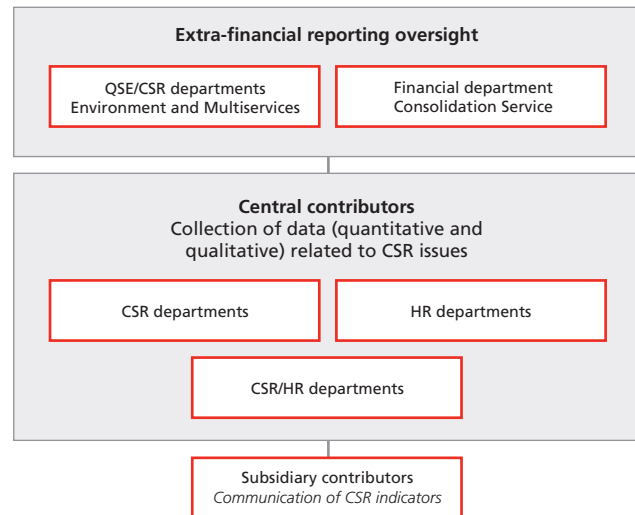 Extra-financial reporting oversight
QSE/CSR departments
Environment and Multiservices
Financial department
Consolidation Service
Central contributors
Collection of data (quantitative and
qualitative) related to CSR issues
CSR departments
HR departments
CSR/HR departments
Subsidiary contributors
Communication of CSR indicators